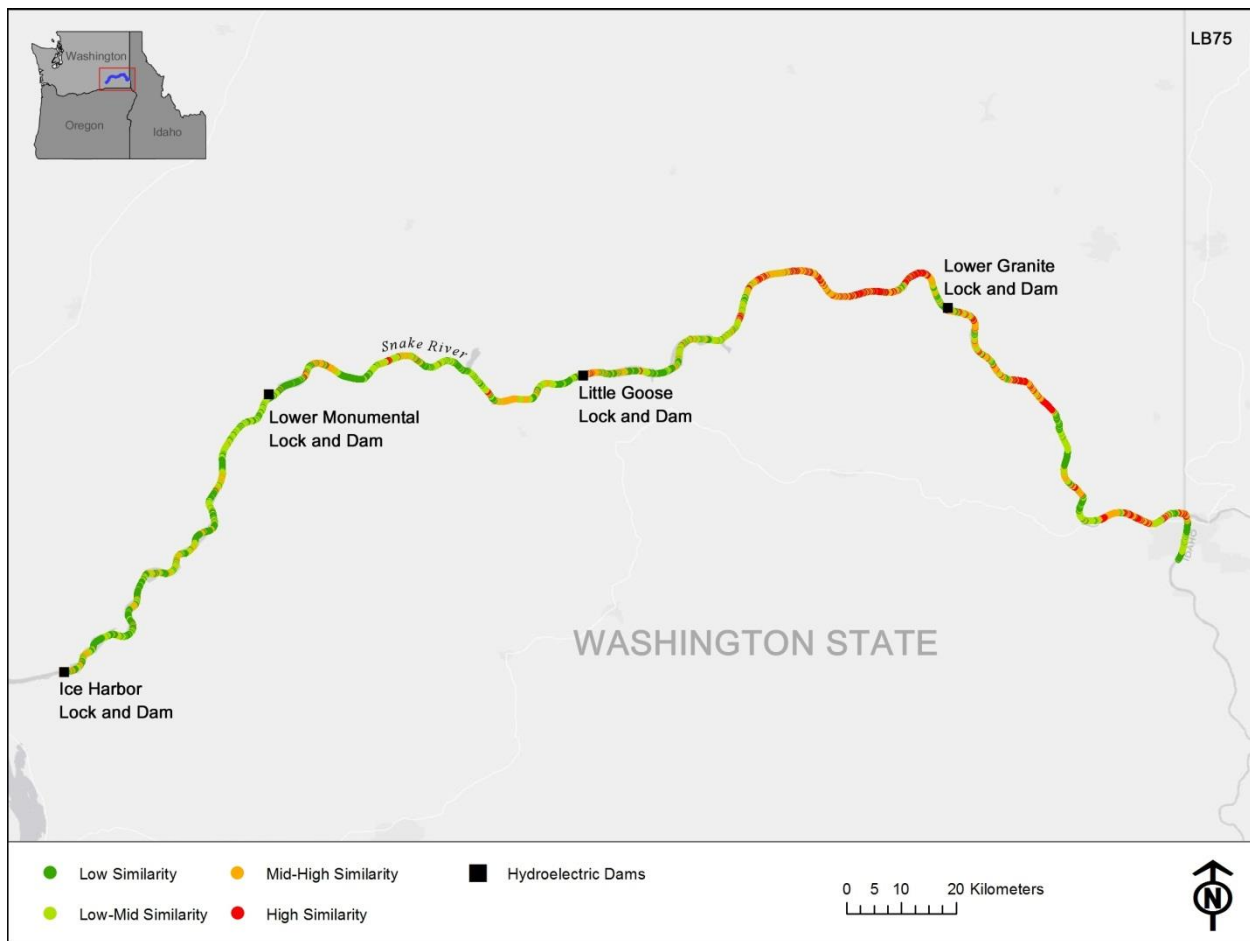 LB75
Washington
Oregon
Idaho
Lower Granite
Lock and Dam
Snake River
Little Goose
Lock and Dam
Lower Monumental
Lock and Dam
IDAHO
WASHINGTON STATE
Ice Harbor
Lock and Dam
Low Similarity
Mid-High Similarity
Hydroelectric Dams
Low-Mid Similarity
High Similarity
0 5 10 20 Kilometers
N